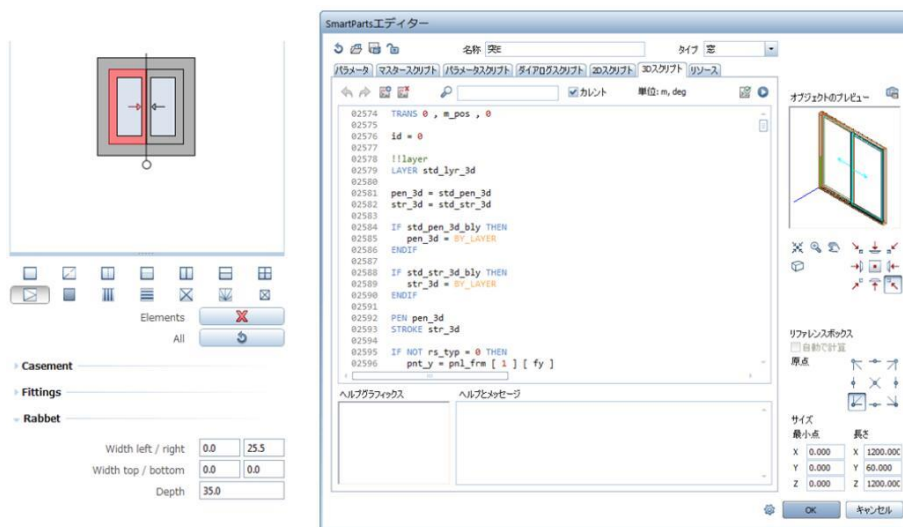 Elements
All
Casement
Fittings
Rabbet
Width left / right 0.0 25.5
Width top / bottom 0.0 0.0
Depth 35.0
SmartPartsエディター
名称 突E タイプ 窓
パラメータ マスタースクリプト パラメータスクリプト ダイアログスクリプト 2Dスクリプト 3Dスクリプト リソース
カレント 単位: m, deg
02574 TRANS 0 , m_pos , 0
02575
02576 id = 0
02577
02578 !!layer
02579 LAYER std_lyr_3d
02580
02581 pen_3d = std_pen_3d
02582 str_3d = std_str_3d
02583
02584 IF std_pen_3d_bly THEN
02585 pen_3d = BY_LAYER
02586 ENDIF
02587
02588 IF std_str_3d_bly THEN
02589 str_3d = BY_LAYER
02590 ENDIF
02591
02592 PEN pen_3d
02593 STROKE str_3d
02594
02595 IF NOT rs_typ = 0 THEN
02596 pnt_y = pnl_frm [ 1 ] [ fy ]
ヘルプグラフィックス ヘルプとメッセージ
オブジェクトのプレビュー
リファレンスボックス
自動で計算
原点
サイズ
最小点 長さ
X 0.000 X 1200.000
Y 0.000 Y 60.000
Z 0.000 Z 1200.000
OK キャンセル